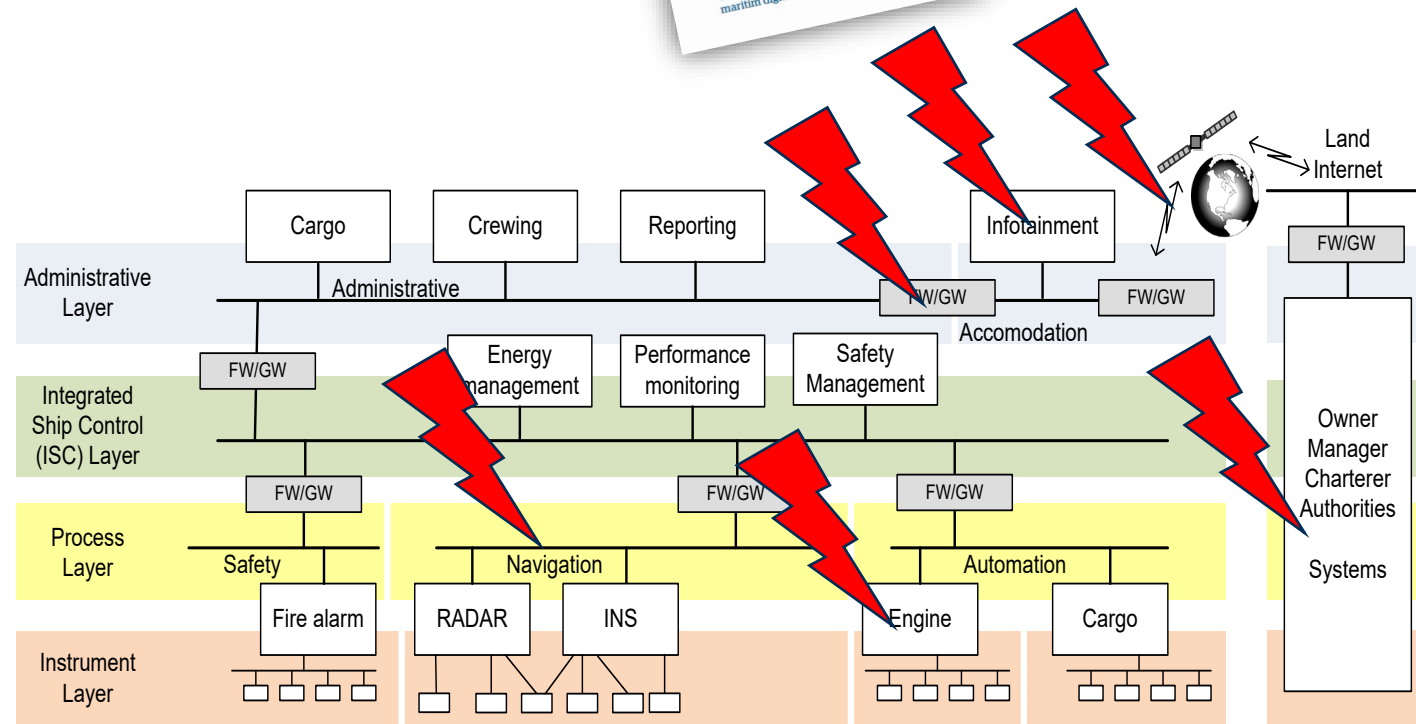 maritim
Land
Internet
Cargo
Crewing
Reporting
Infotainment
FW/GW
Administrative
Layer
Administrative
FW/GW
FW/GW
Accomodation
FW/GW
Energy
management
Performance
monitoring
Safety
Management
Integrated
Ship Control
(ISC) Layer
FW/GW
FW/GW
FW/GW
Owner
Manager
Charterer
Authorities
Systems
Process
Layer
Safety
Navigation
Automation
Fire alarm
RADAR
INS
Engine
Cargo
Instrument
Layer